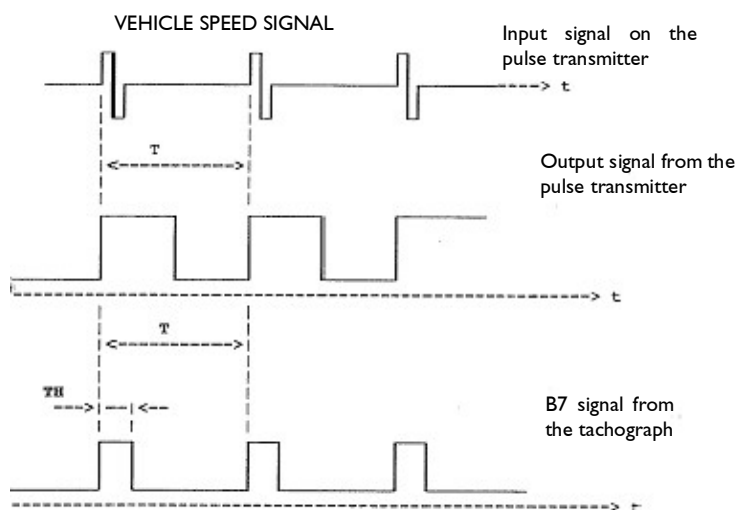 VEHICLE SPEED SIGNAL
Input signal on the
pulse transmitter
t
T
Output signal from the
pulse transmitter
t
T
TH
B7 signal from
the tachograph
t